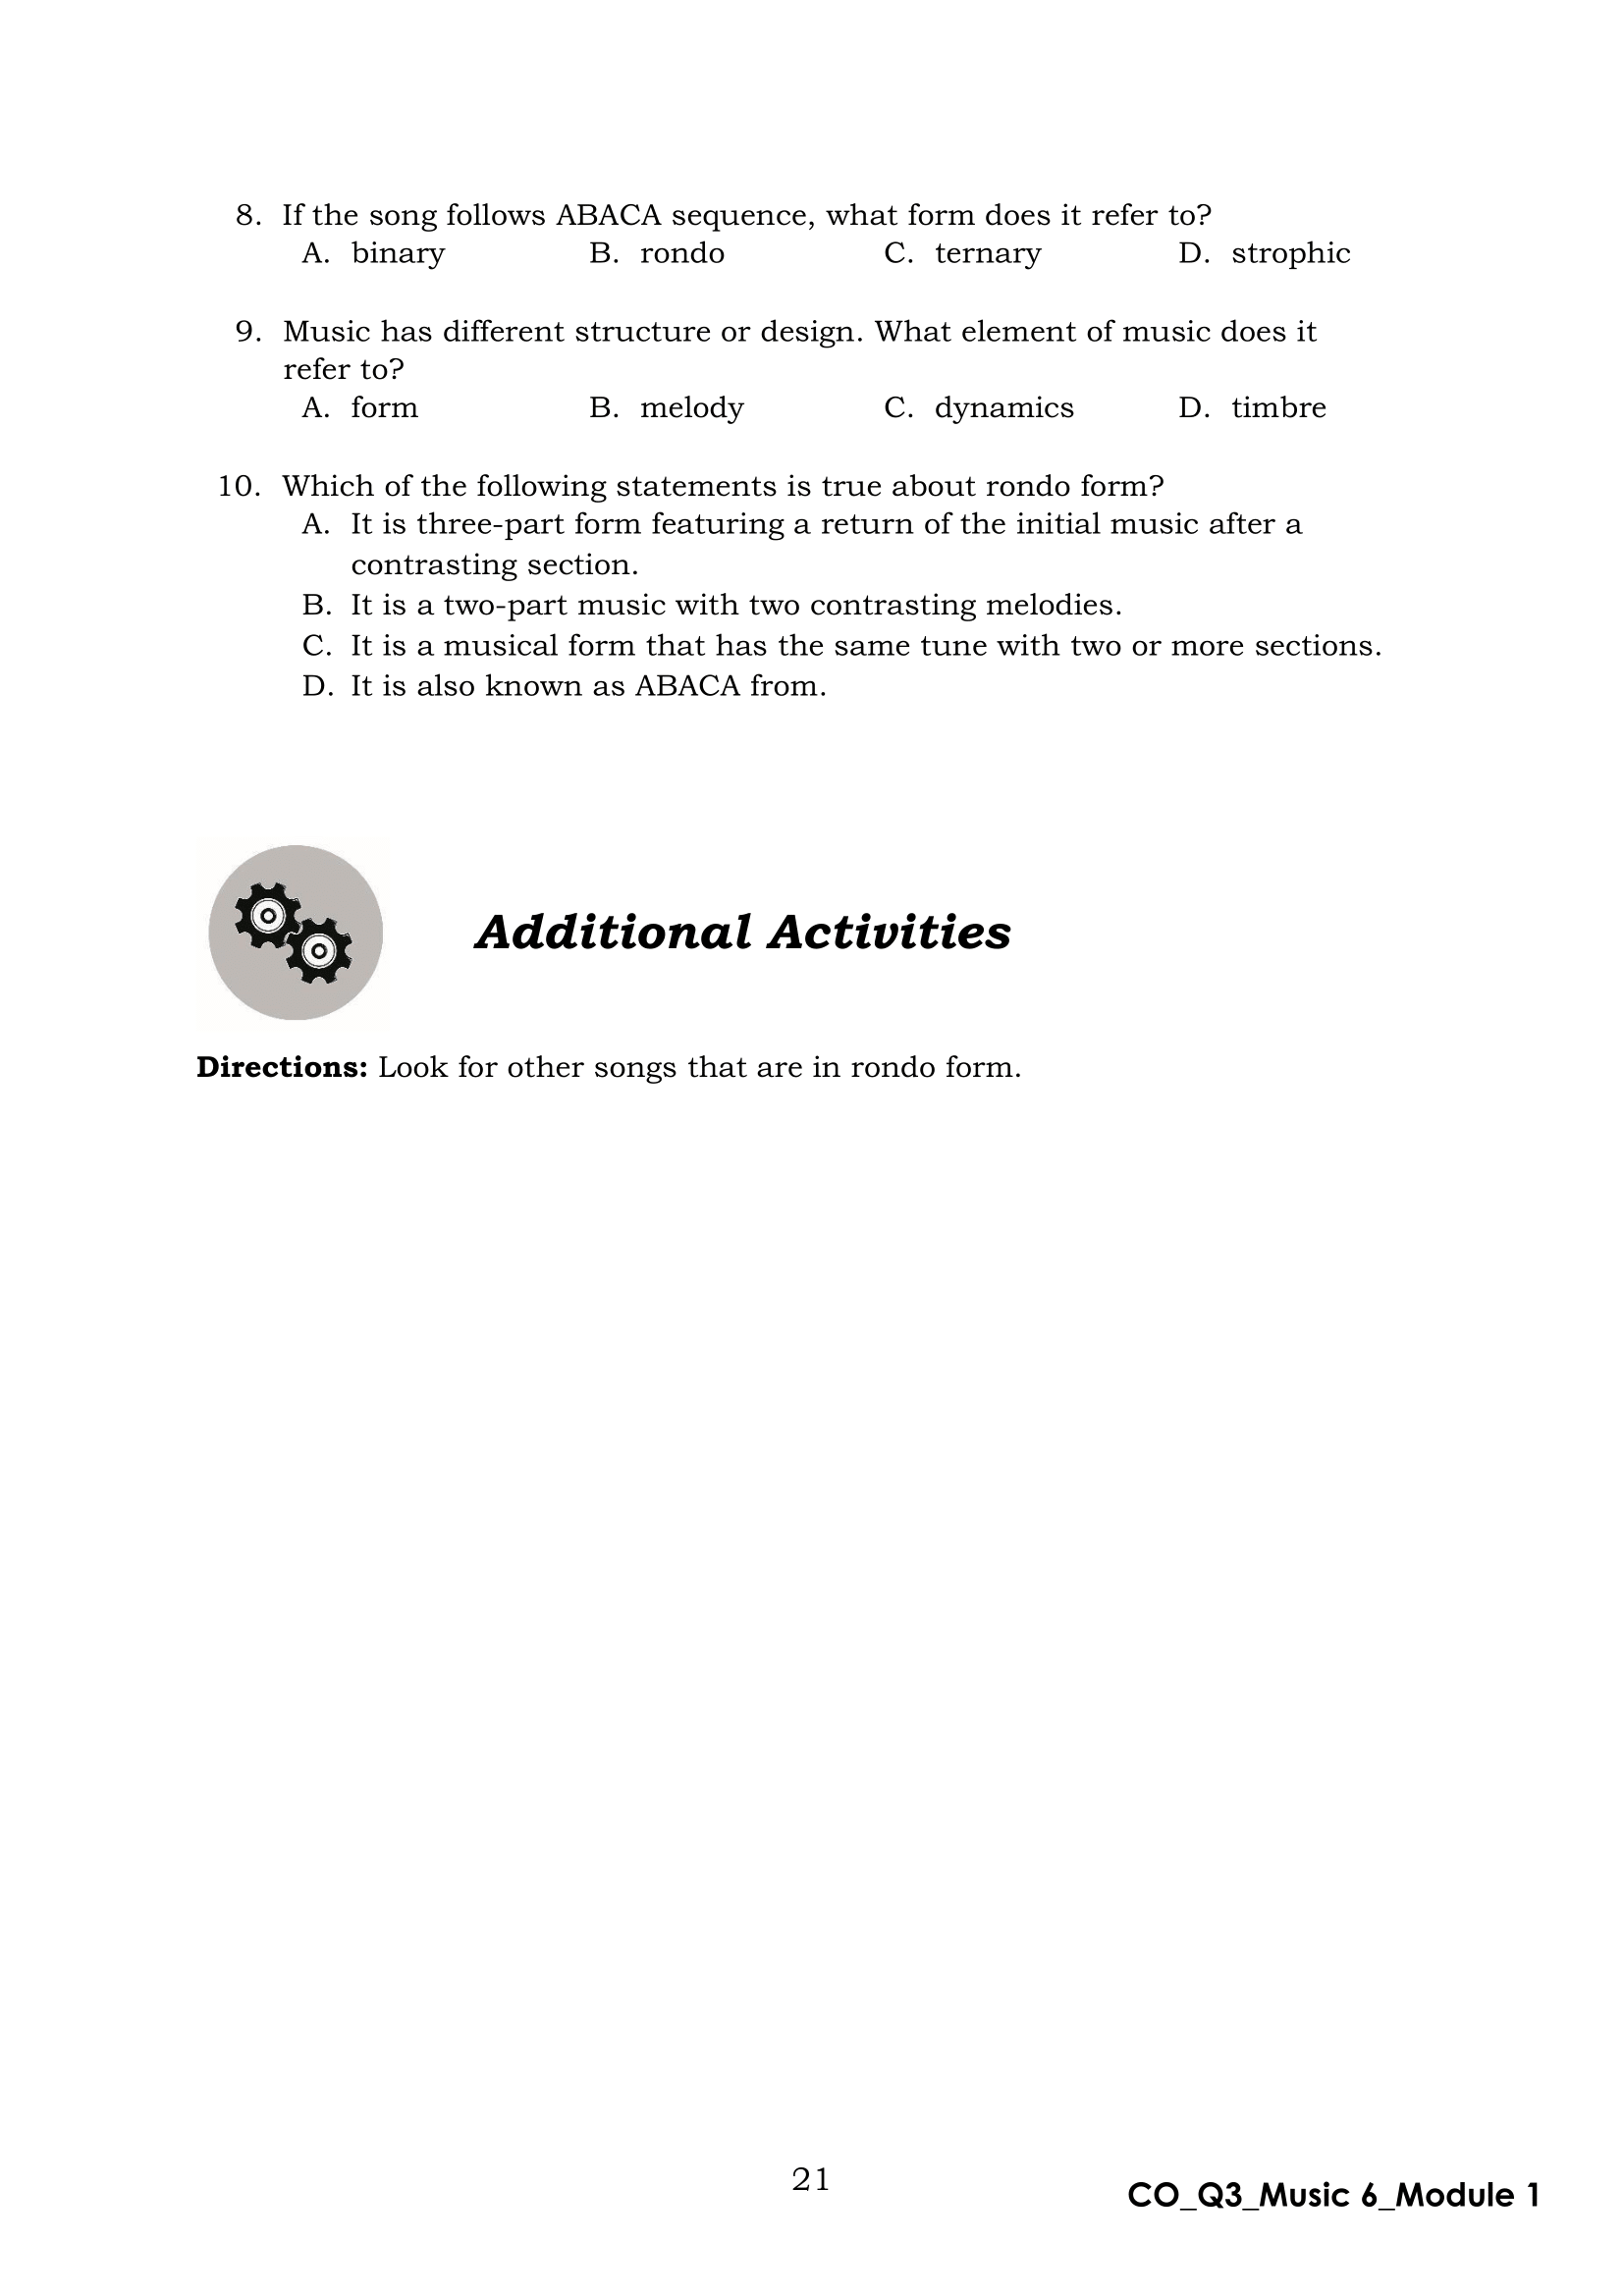 8. If the song follows ABACA sequence, what form does it refer to?
A. binary B. rondo C. ternary D. strophic
9. Music has different structure or design. What element of music does it
refer to?
A. form B. melody C. dynamics D. timbre
10. Which of the following statements is true about rondo form?
A. It is three-part form featuring a return of the initial music after a
contrasting section.
B. It is a two-part music with two contrasting melodies.
C. It is a musical form that has the same tune with two or more sections.
D. It is also known as ABACA from.
Additional Activities
Directions: Look for other songs that are in rondo form.
21
CO_Q3_Music 6_Module 1